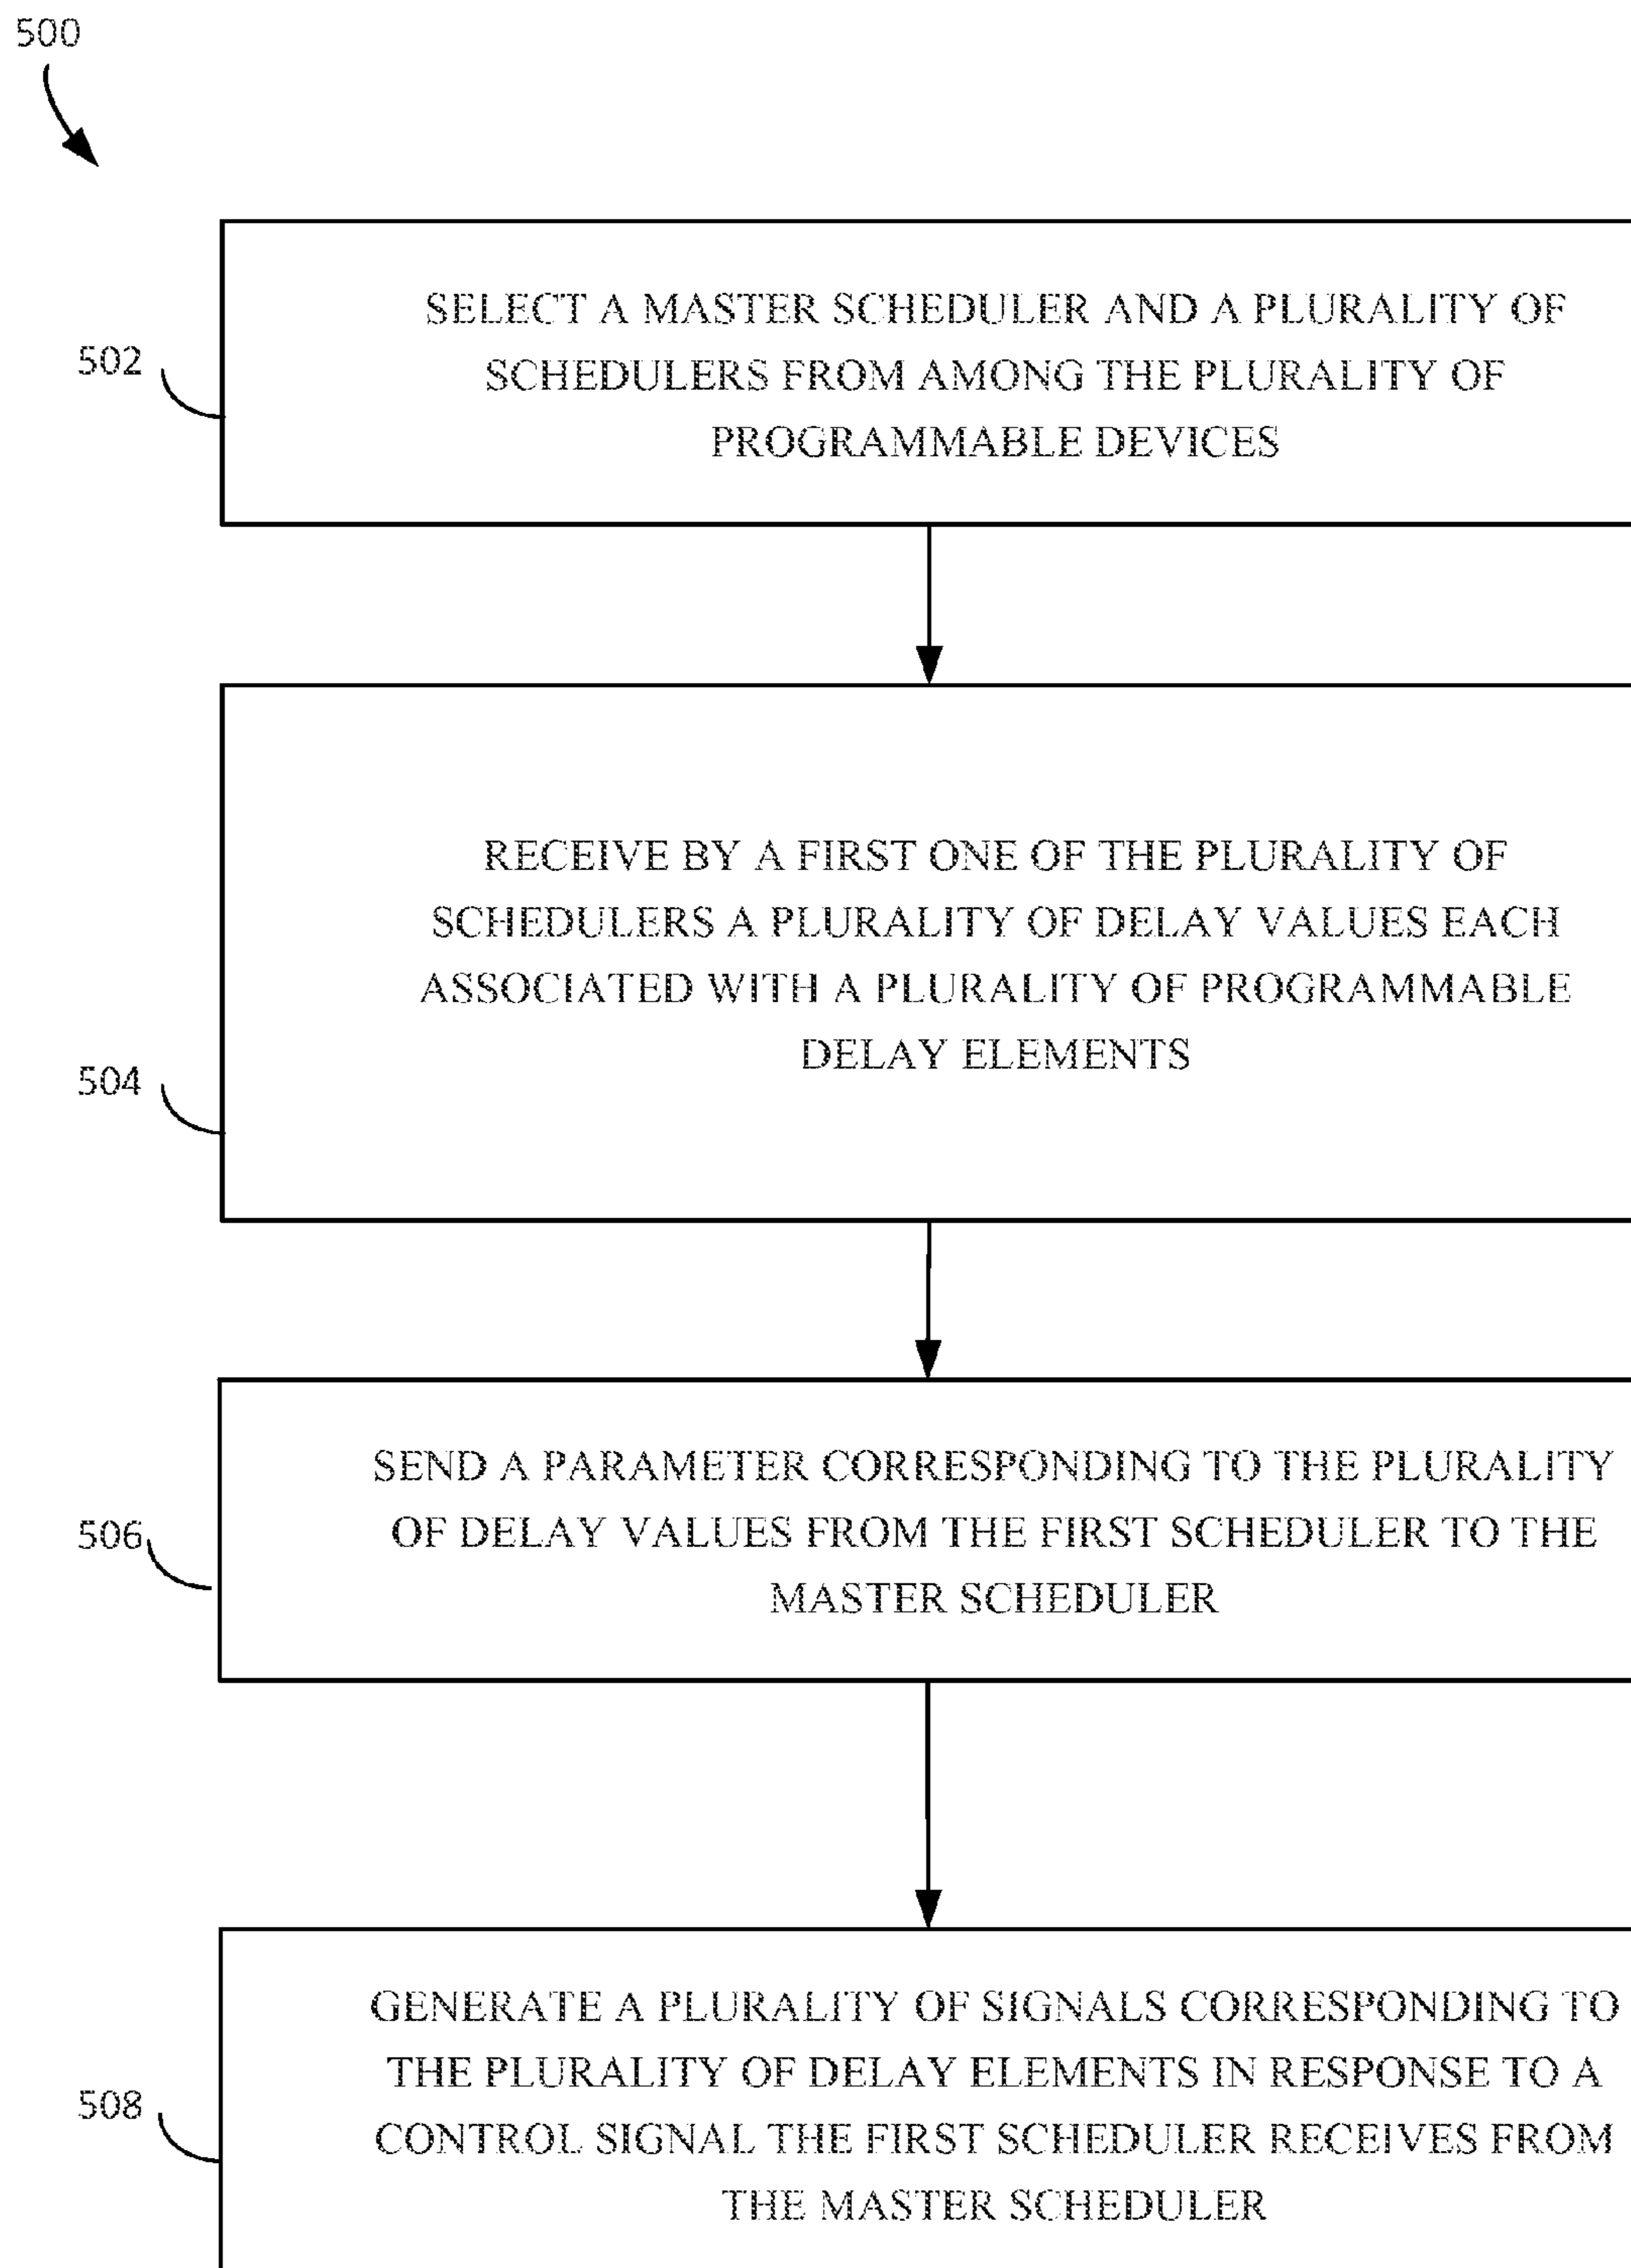 500
502
SELECT A MASTER SCHEDULER AND A PLURALITY OF
SCHEDULERS FROM AMONG THE PLURALITY OF
PROGRAMMABLE DEVICES
504
RECEIVE BY A FIRST ONE OF THE PLURALITY OF
SCHEDULERS A PLURALITY OF DELAY VALUES EACH
ASSOCIATED WITH A PLURALITY OF PROGRAMMABLE
DELAY ELEMENTS
506
SEND A PARAMETER CORRESPONDING TO THE PLURALITY
OF DELAY VALUES FROM THE FIRST SCHEDULER TO THE
MASTER SCHEDULER
508
GENERATE A PLURALITY OF SIGNALS CORRESPONDING TO
THE PLURALITY OF DELAY ELEMENTS IN RESPONSE TO A
CONTROL SIGNAL THE FIRST SCHEDULER RECEIVES FROM
THE MASTER SCHEDULER